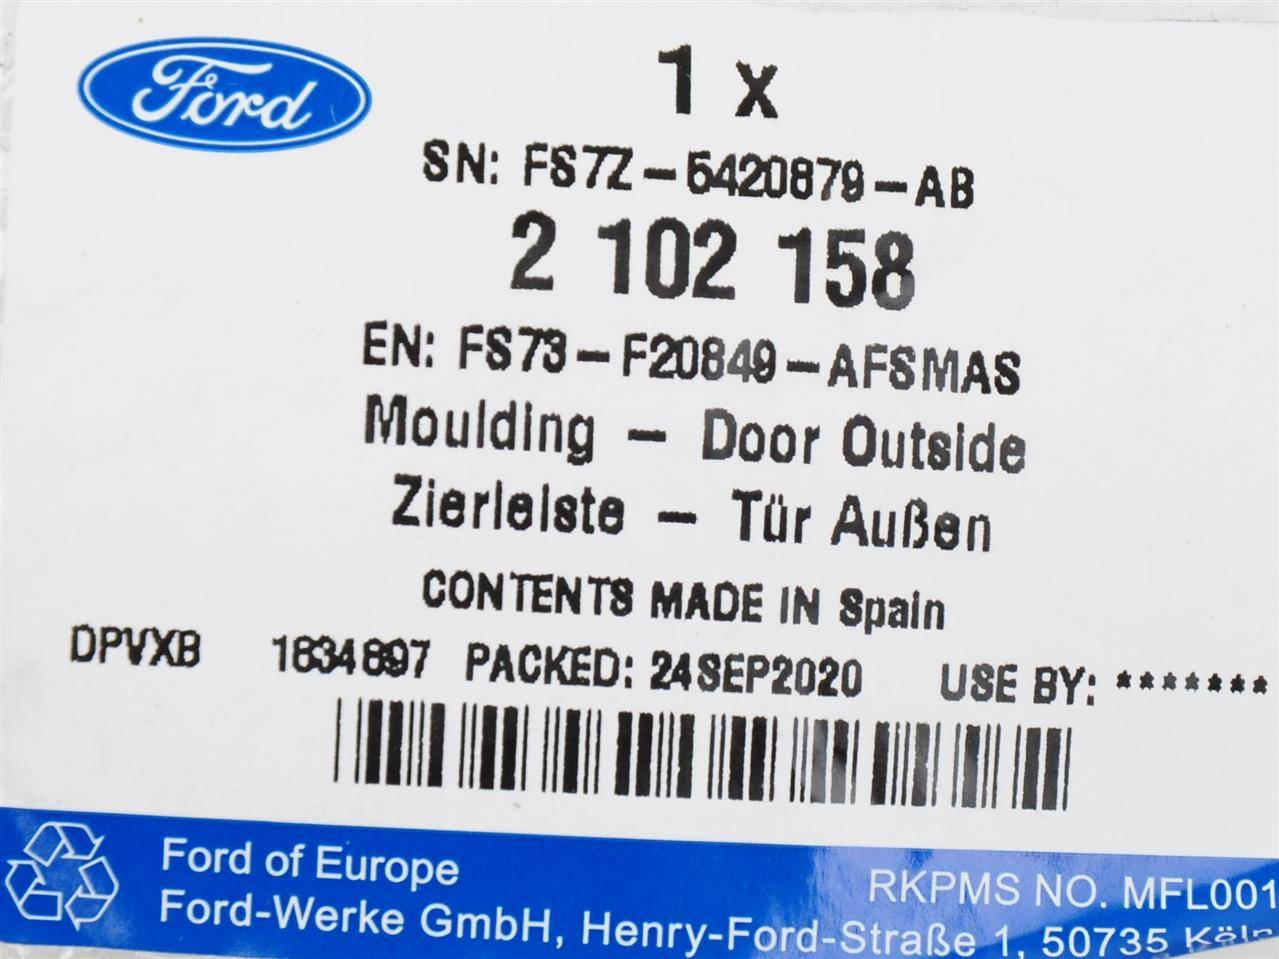 Ford
1 x
SN: FS7Z-5420879-AB
2 102 158
EN: FS73-F20849-AFSMAS
Moulding - Door Outside
Zierleiste - Tür Außen
CONTENTS MADE IN Spain
DPVXB 1634897 PACKED: 24SEP2020 USE BY: *******
Ford of Europe
RKPMS NO. MFL001
Ford-Werke GmbH, Henry-Ford-Straße 1, 50735 Köln